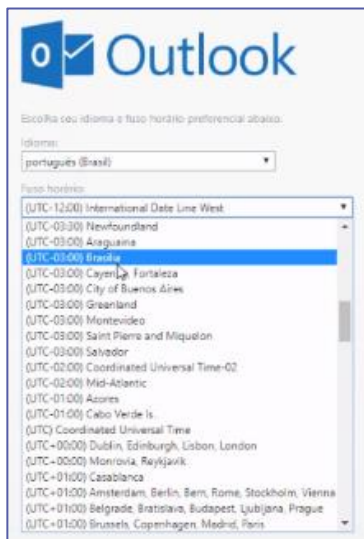 Outlook
Escolha seu idioma e fuso horário preferencial abaixo.
Idioma:
português (Brasil)
Fuso horário:
(UTC-12:00) International Date Line West
(UTC-03:30) Newfoundland
(UTC-03:00) Araguaina
(UTC-03:00) Brasilia
(UTC-03:00) Cayenne, Fortaleza
(UTC-03:00) City of Buenos Aires
(UTC-03:00) Greenland
(UTC-03:00) Montevideo
(UTC-03:00) Saint Pierre and Miquelon
(UTC-03:00) Salvador
(UTC-02:00) Coordinated Universal Time-02
(UTC-02:00) Mid-Atlantic
(UTC-01:00) Azores
(UTC-01:00) Cabo Verde Is.
(UTC) Coordinated Universal Time
(UTC+00:00) Dublin, Edinburgh, Lisbon, London
(UTC+00:00) Monrovia, Reykjavik
(UTC+01:00) Casablanca
(UTC+01:00) Amsterdam, Berlin, Bern, Rome, Stockholm, Vienna
(UTC+01:00) Belgrade, Bratislava, Budapest, Ljubljana, Prague
(UTC+01:00) Brussels, Copenhagen, Madrid, Paris